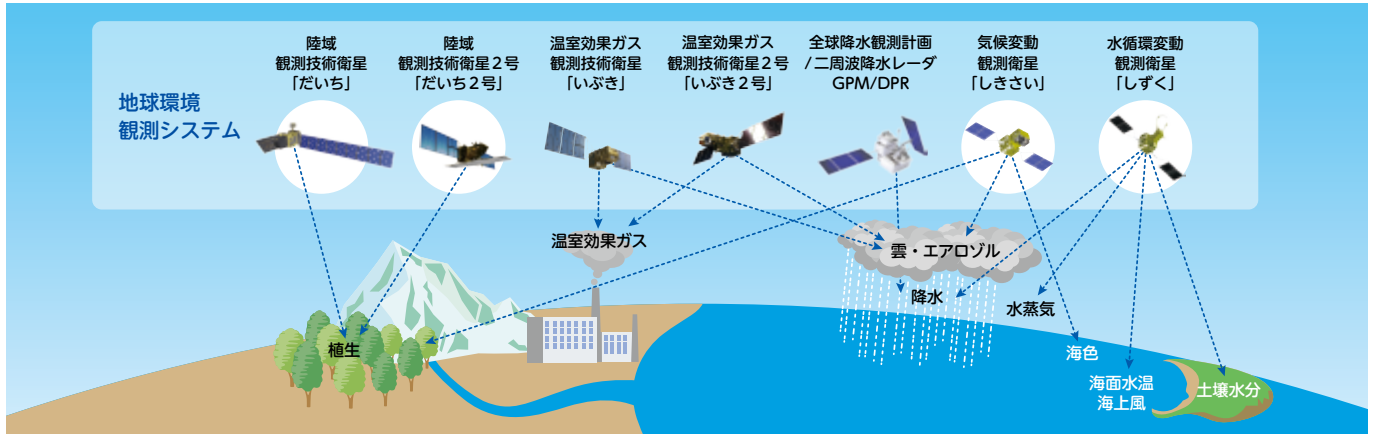 陸域
観測技術衛星
「だいち」
陸域
観測技術衛星２号
「だいち２号」
温室効果ガス
観測技術衛星
「いぶき」
温室効果ガス
観測技術衛星２号
「いぶき２号」
全球降水観測計画
/二周波降水レーダ
GPM/DPR
気候変動
観測衛星
「しきさい」
水循環変動
観測衛星
「しずく」
地球環境
観測システム
温室効果ガス
雲・エアロゾル
降水
水蒸気
植生
海色
海面水温
海上風
土壌水分